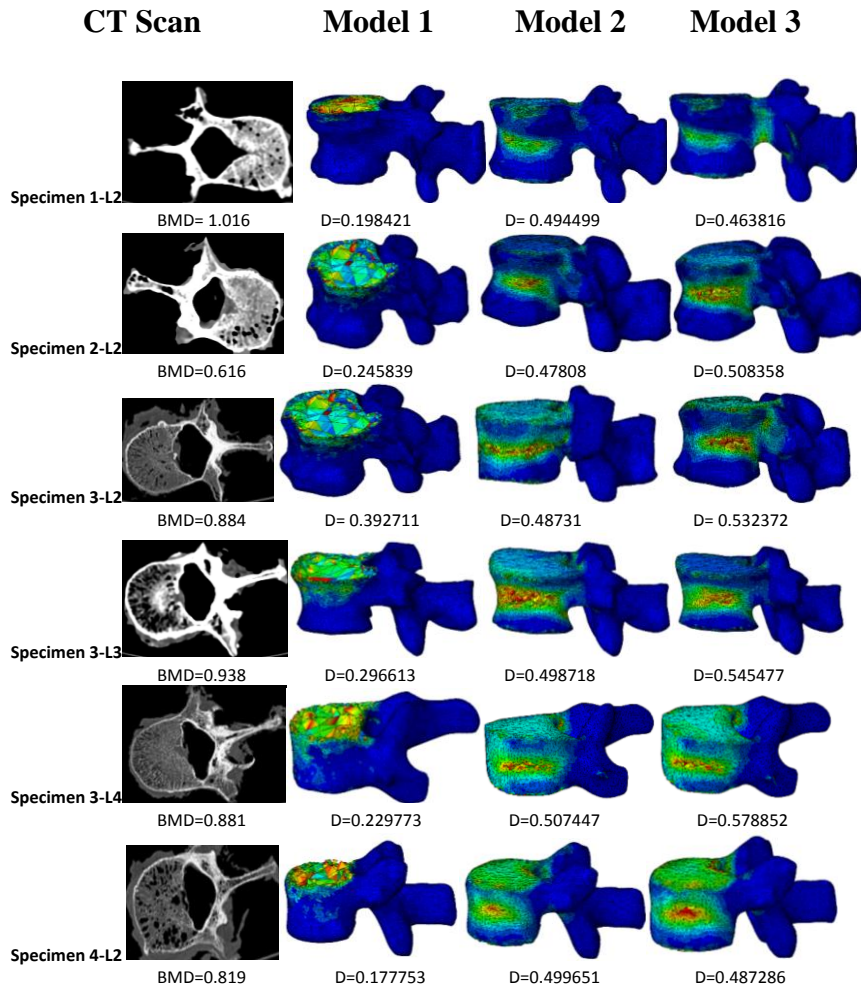 CT Scan Model 1 Model 2 Model 3
Specimen 1-L2
BMD= 1.016 D=0.198421 D= 0.494499 D=0.463816
Specimen 2-L2
BMD=0.616 D=0.245839 D=0.47808 D=0.508358
Specimen 3-L2
BMD=0.884 D= 0.392711 D=0.48731 D= 0.532372
Specimen 3-L3
BMD=0.938 D=0.296613 D=0.498718 D=0.545477
Specimen 3-L4
BMD=0.881 D=0.229773 D=0.507447 D=0.578852
Specimen 4-L2
BMD=0.819 D=0.177753 D=0.499651 D=0.487286